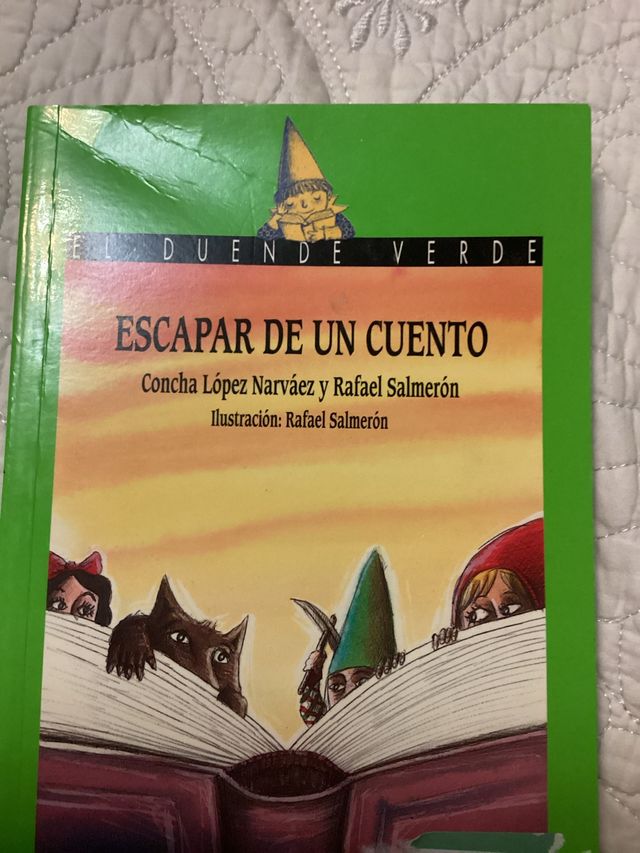 EL DUENDE VERDE
ESCAPAR DE UN CUENTO
Concha López Narváez y Rafael Salmerón
Ilustración: Rafael Salmerón